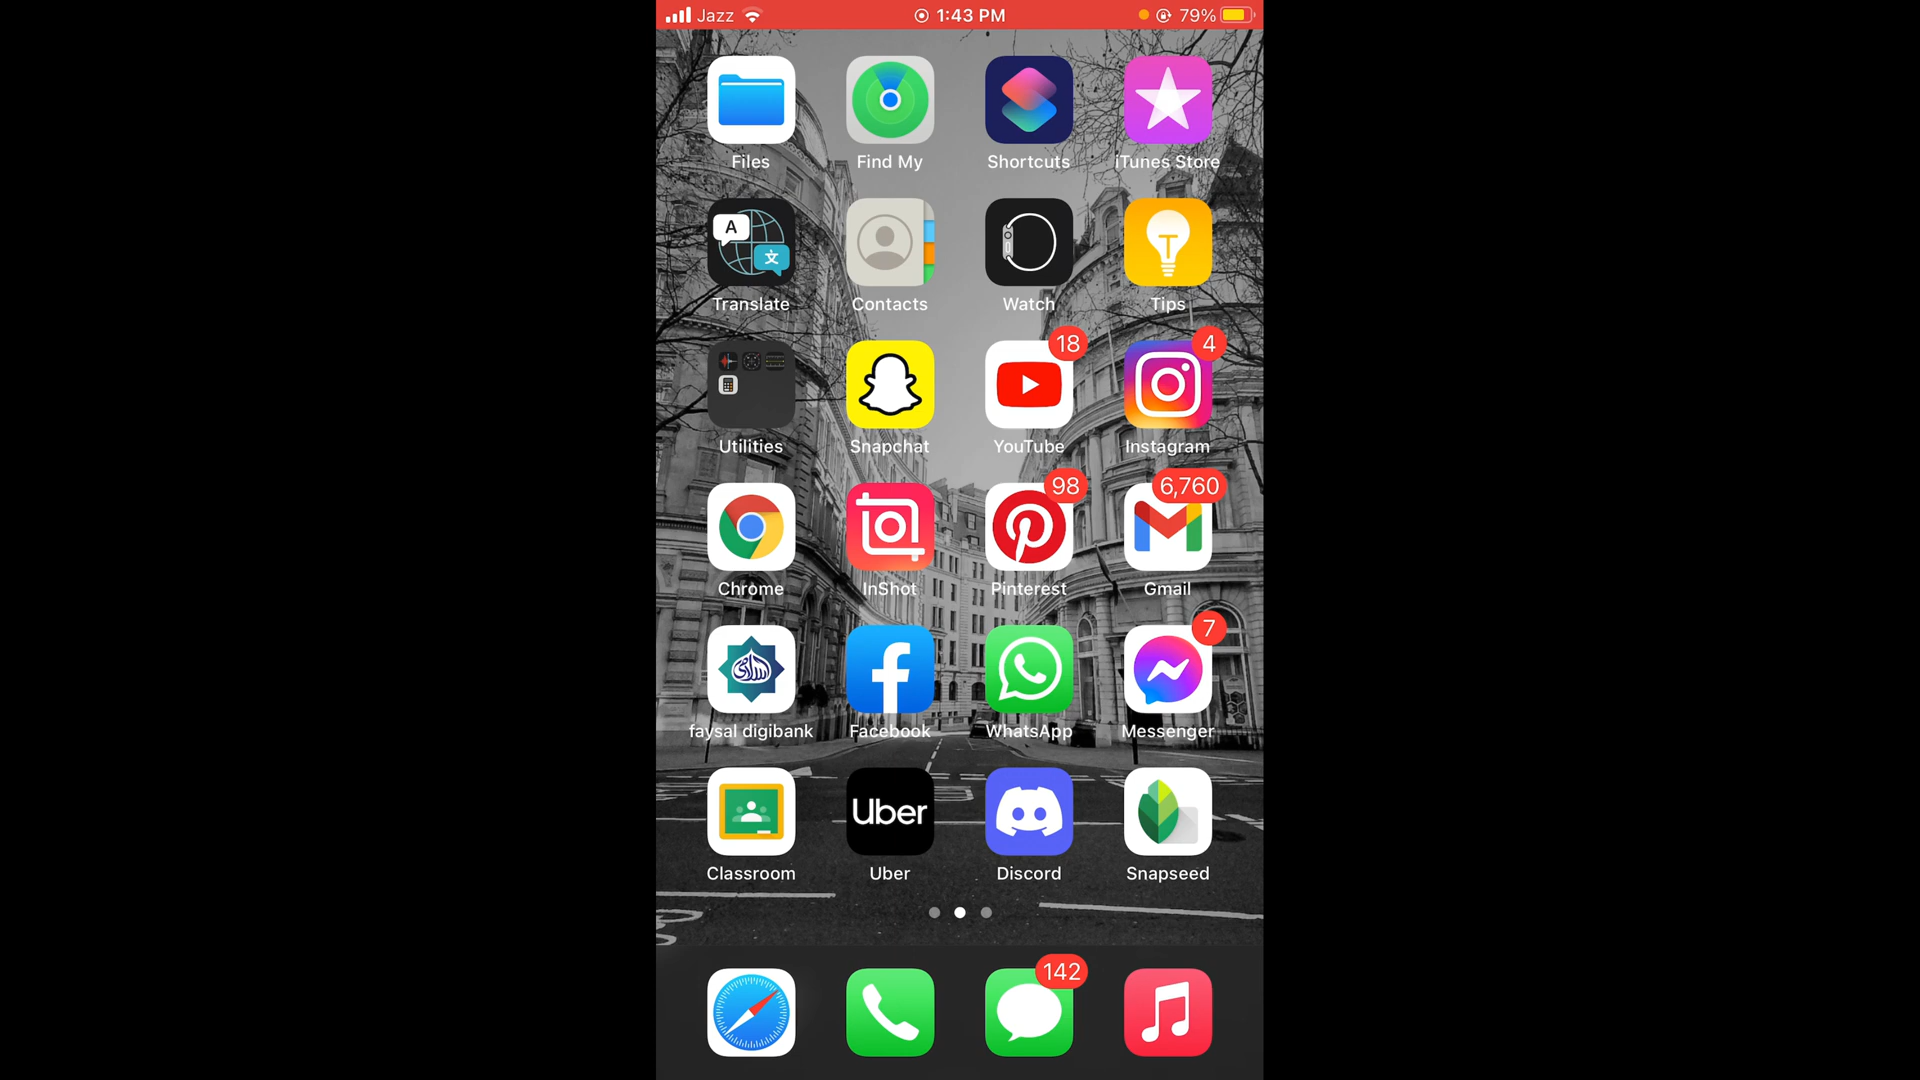 Jazz 1:43 PM 79%
Files Find My Shortcuts iTunes Store
A 文
Translate Contacts Watch Tips
18 4
Utilities Snapchat YouTube Instagram
98 6,760
Chrome InShot Pinterest Gmail
7
faysal digibank Facebook WhatsApp Messenger
Uber
Classroom Uber Discord Snapseed
142